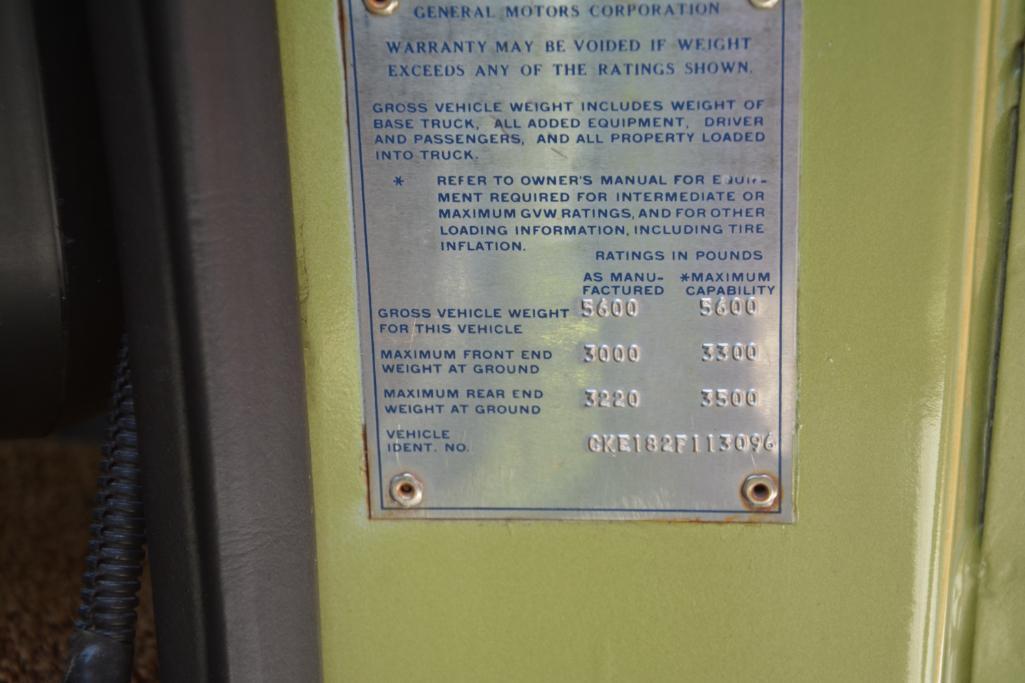 GENERAL MOTORS CORPORATION
WARRANTY MAY BE VOIDED IF WEIGHT
EXCEEDS ANY OF THE RATINGS SHOWN.
GROSS VEHICLE WEIGHT INCLUDES WEIGHT OF
BASE TRUCK, ALL ADDED EQUIPMENT, DRIVER
AND PASSENGERS, AND ALL PROPERTY LOADED
INTO TRUCK.
* REFER TO OWNER'S MANUAL FOR EQUIP-
MENT REQUIRED FOR INTERMEDIATE OR
MAXIMUM GVW RATINGS, AND FOR OTHER
LOADING INFORMATION, INCLUDING TIRE
INFLATION.
RATINGS IN POUNDS
AS MANU- *MAXIMUM
FACTURED CAPABILITY
GROSS VEHICLE WEIGHT 5600 5600
FOR THIS VEHICLE
MAXIMUM FRONT END 3000 3300
WEIGHT AT GROUND
MAXIMUM REAR END 3220 3500
WEIGHT AT GROUND
VEHICLE
IDENT. NO. CKE182F113096